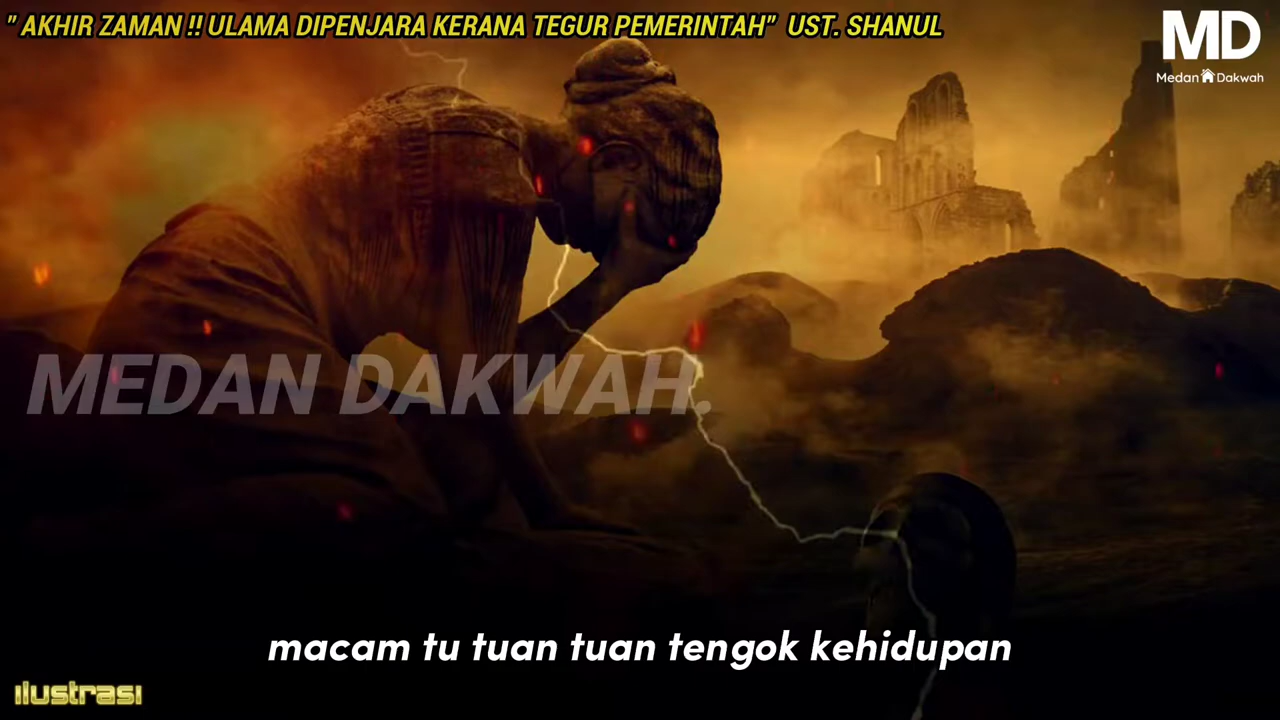 " AKHIR ZAMAN !! ULAMA DIPENJARA KERANA TEGUR PEMERINTAH" UST. SHANUL
MD
Medan Dakwah
MEDAN DAKWAH.
macam tu tuan tuan tengok kehidupan
ilustrasi